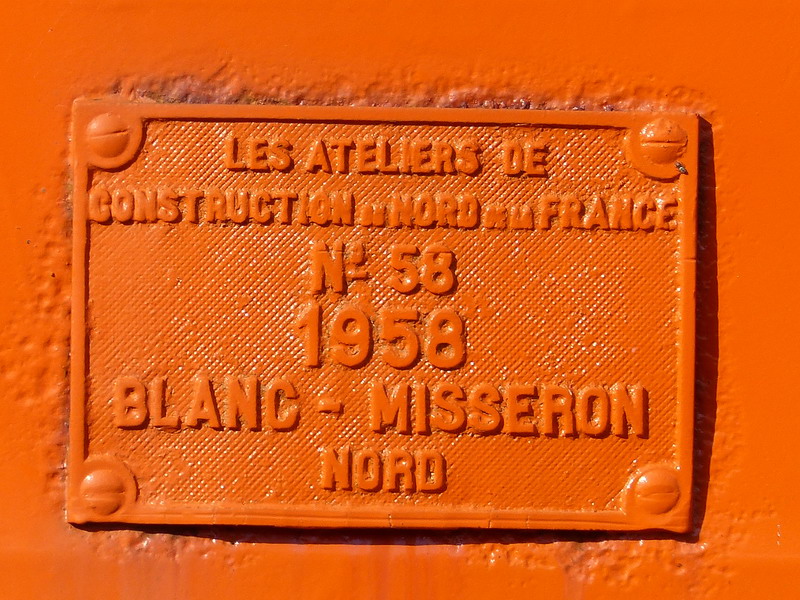 LES ATELIERS DE
CONSTRUCTION DU NORD DE LA FRANCE
Nº 58
1958
BLANC - MISSERON
NORD